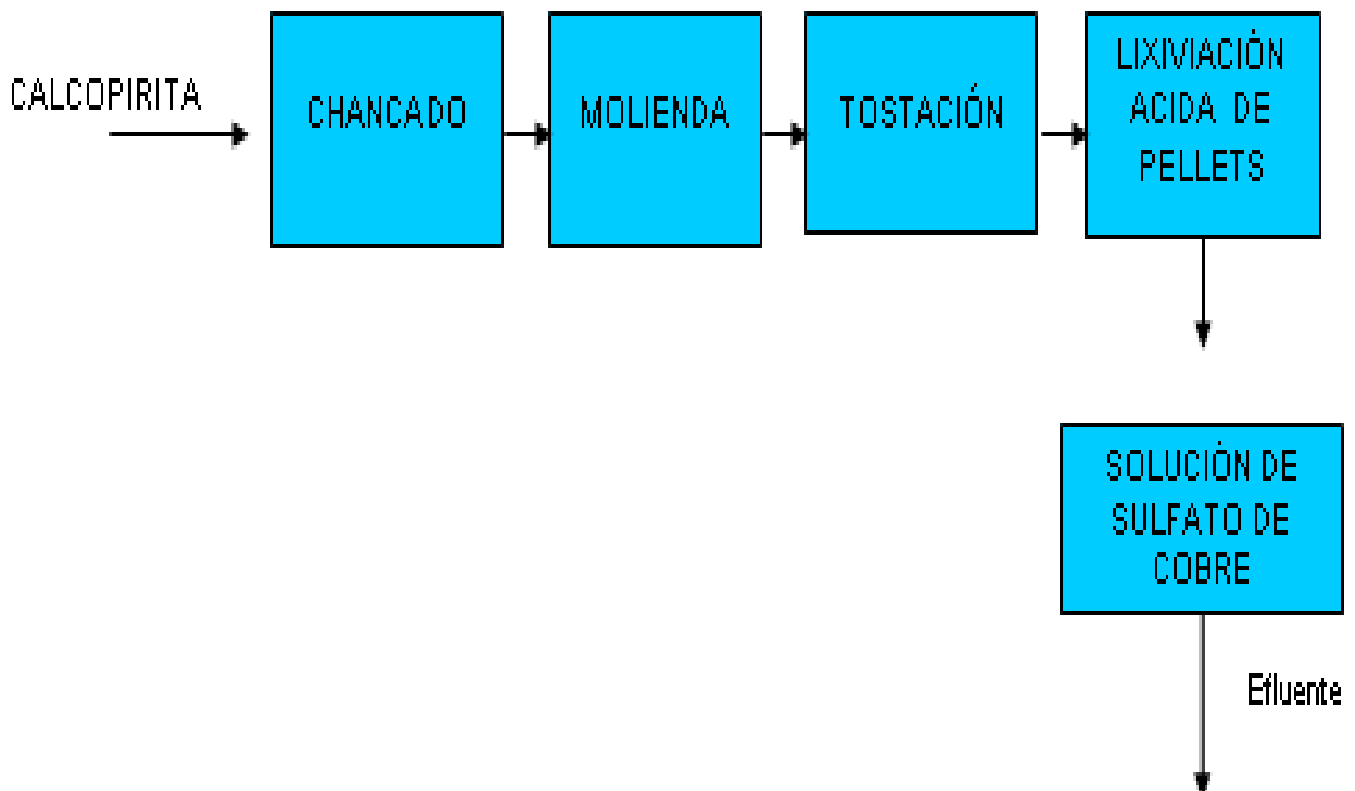 CALCOPIRITA
CHANCADO
MOLIENDA
TOSTACIÓN
LIXIVIACIÓN
ACIDA DE
PELLETS
SOLUCIÓN DE
SULFATO DE
COBRE
Efluente